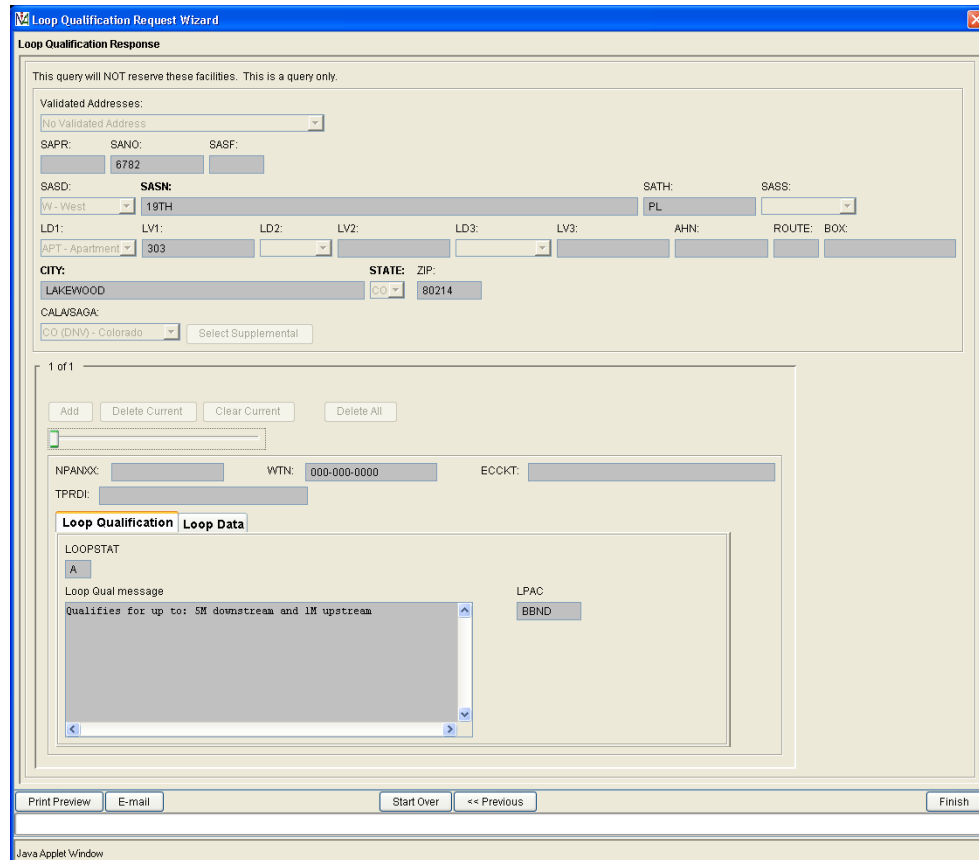 Loop Qualification Request Wizard
Loop Qualification Response
This query will NOT reserve these facilities. This is a query only.
Validated Addresses:
No Validated Address
SAPR: SANO: SASF:
6782
SASD: SASN: SATH: SASS:
W - West 19TH PL
LD1: LV1: LD2: LV2: LD3: LV3: AHN: ROUTE: BOX:
APT - Apartment 303
CITY: STATE: ZIP:
LAKEWOOD CO 80214
CALA/SAGA:
CO (DNV) - Colorado Select Supplemental
1 of 1
Add Delete Current Clear Current Delete All
NPANXX: WTN: 000-000-0000 ECCKT:
TPRDI:
Loop Qualification Loop Data
LOOPSTAT
A
Loop Qual message LPAC
Qualifies for up to: 5M downstream and 1M upstream BBND
Print Preview E-mail Start Over << Previous Finish
Java Applet Window